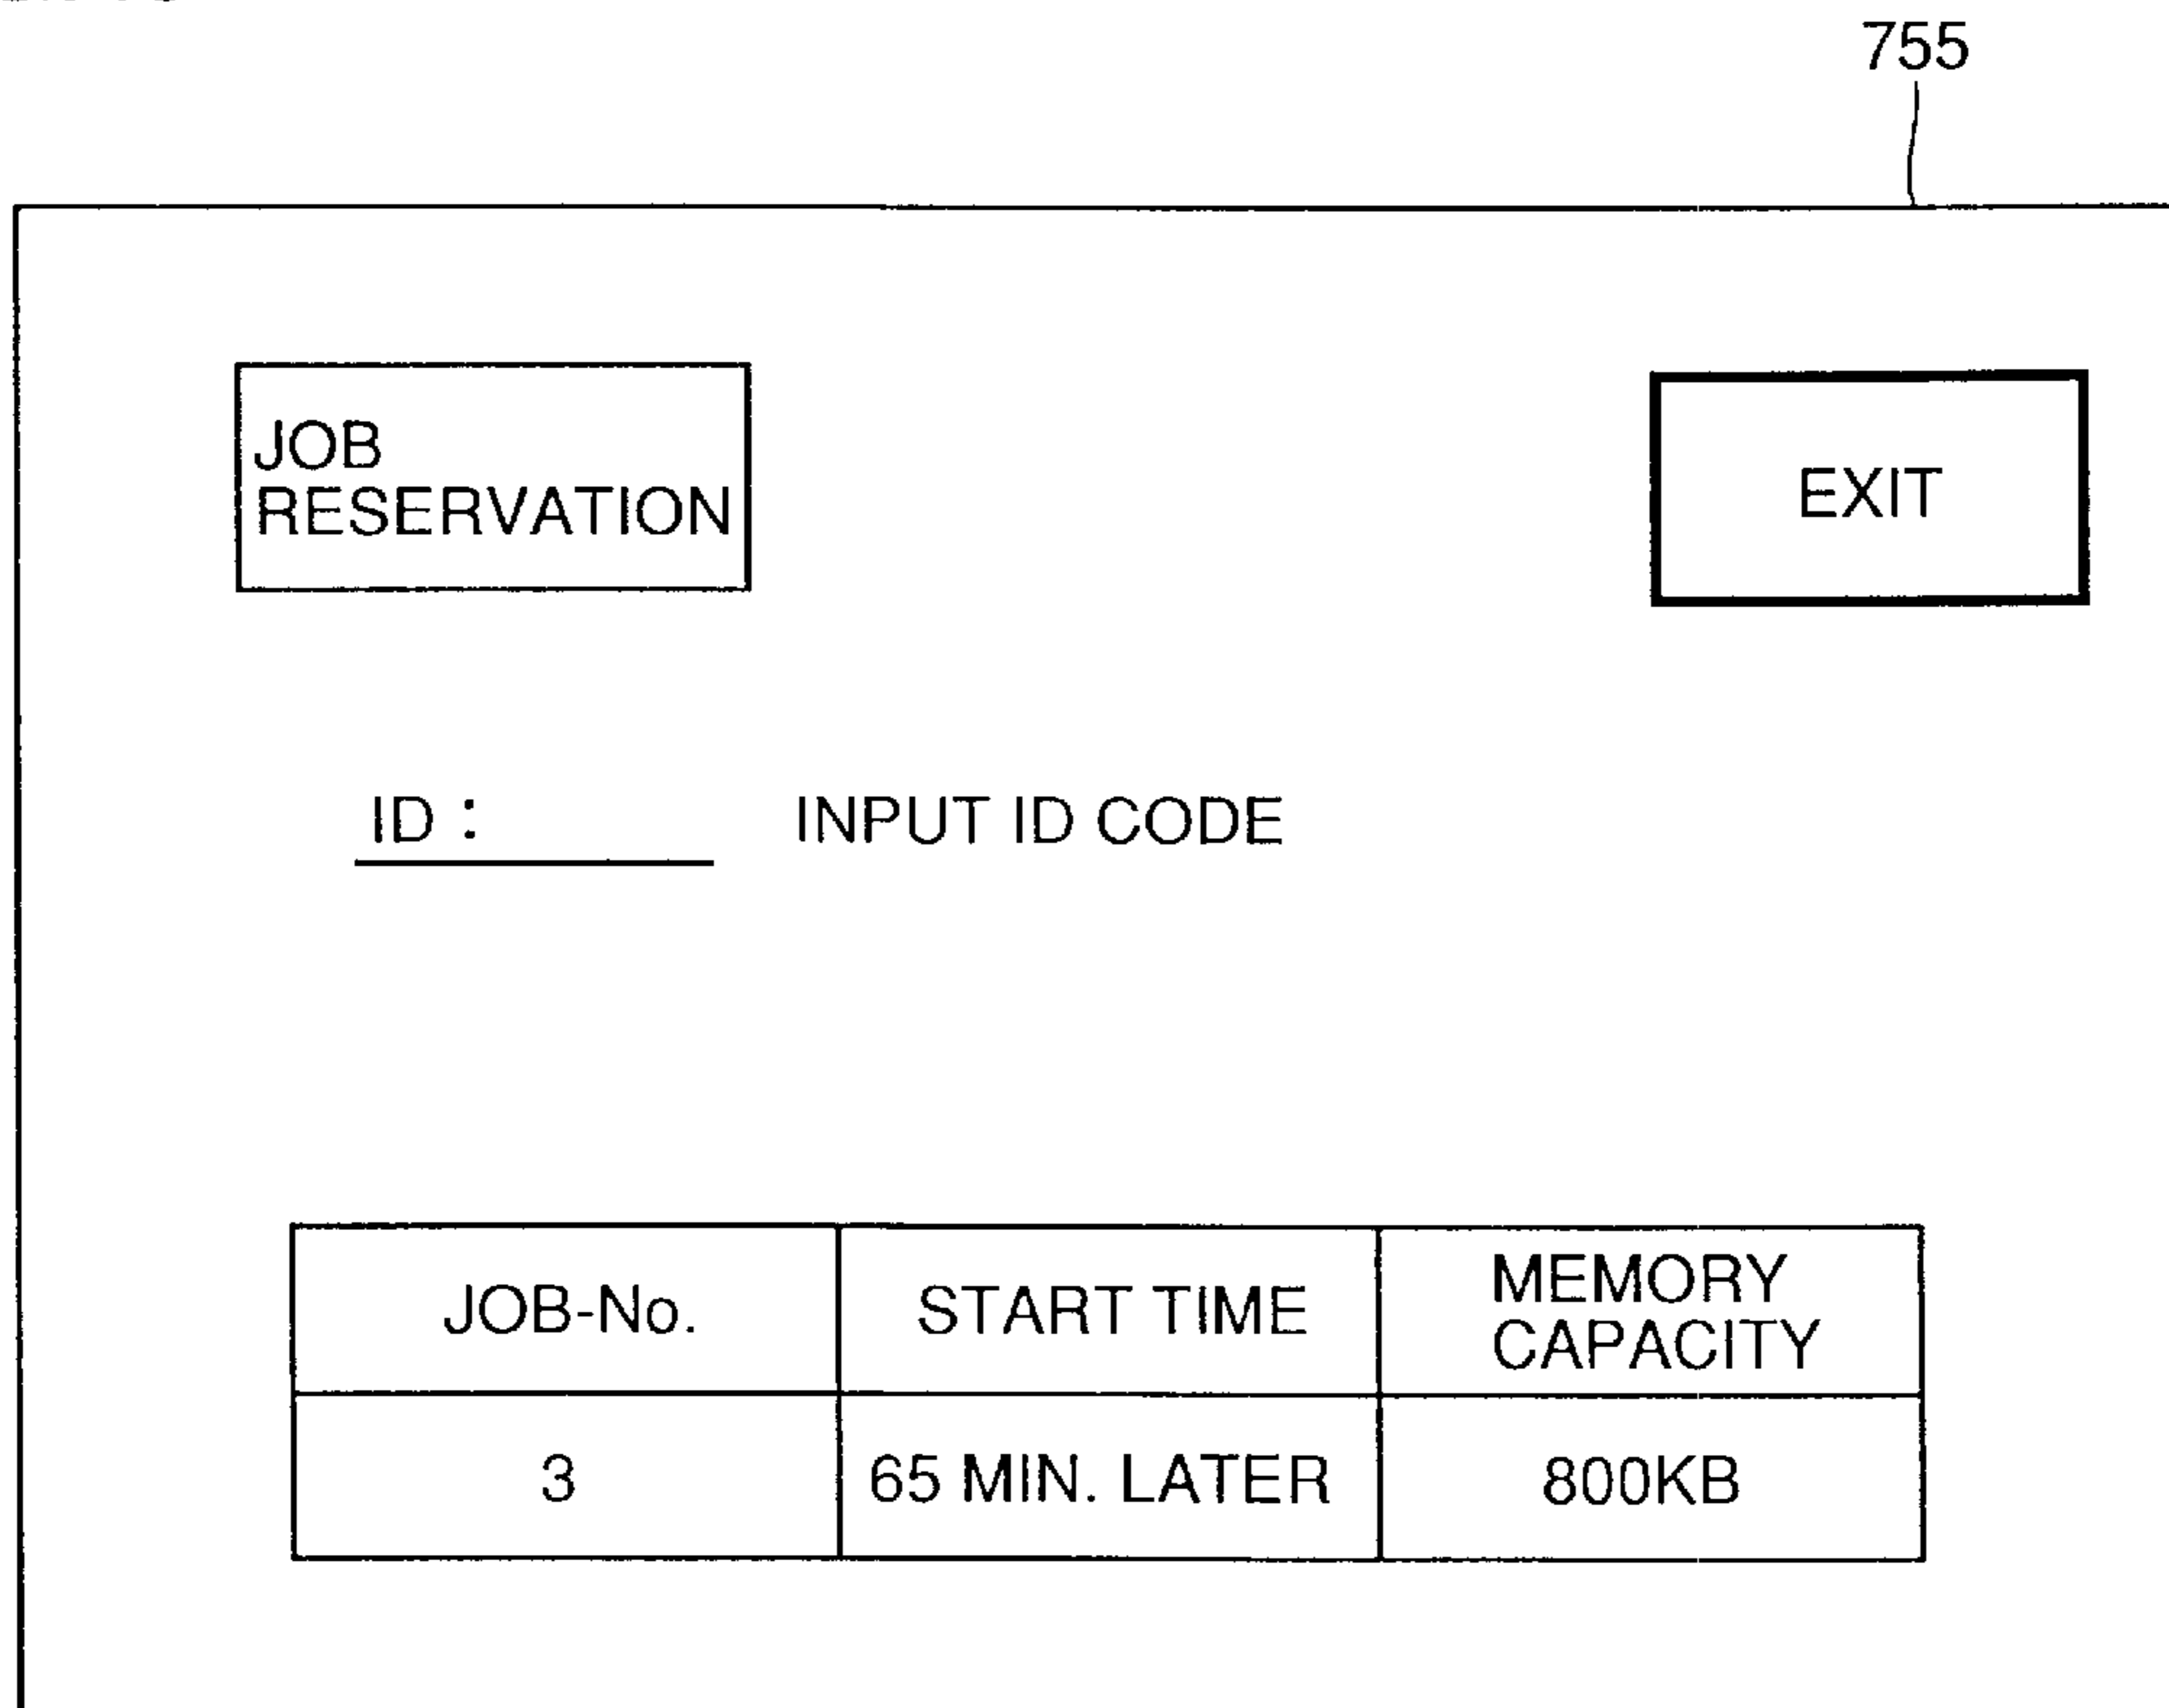 755
JOB
RESERVATION
EXIT
ID :
INPUT ID CODE
JOB-No.
START TIME
MEMORY
CAPACITY
3
65 MIN. LATER
800KB